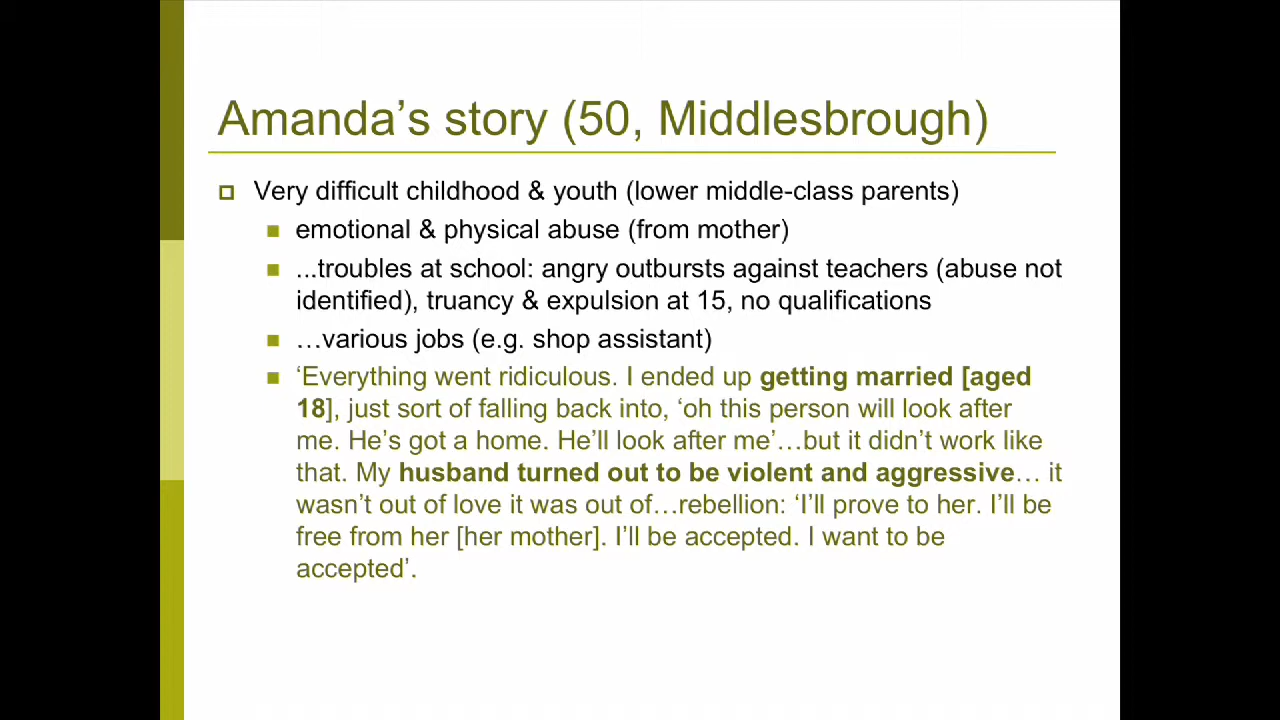 Amanda’s story (50, Middlesbrough)
Very difficult childhood & youth (lower middle-class parents)
emotional & physical abuse (from mother)
...troubles at school: angry outbursts against teachers (abuse not
identified), truancy & expulsion at 15, no qualifications
…various jobs (e.g. shop assistant)
‘Everything went ridiculous. I ended up getting married [aged
18], just sort of falling back into, ‘oh this person will look after
me. He’s got a home. He’ll look after me’…but it didn’t work like
that. My husband turned out to be violent and aggressive… it
wasn’t out of love it was out of…rebellion: ‘I’ll prove to her. I’ll be
free from her [her mother]. I’ll be accepted. I want to be
accepted’.